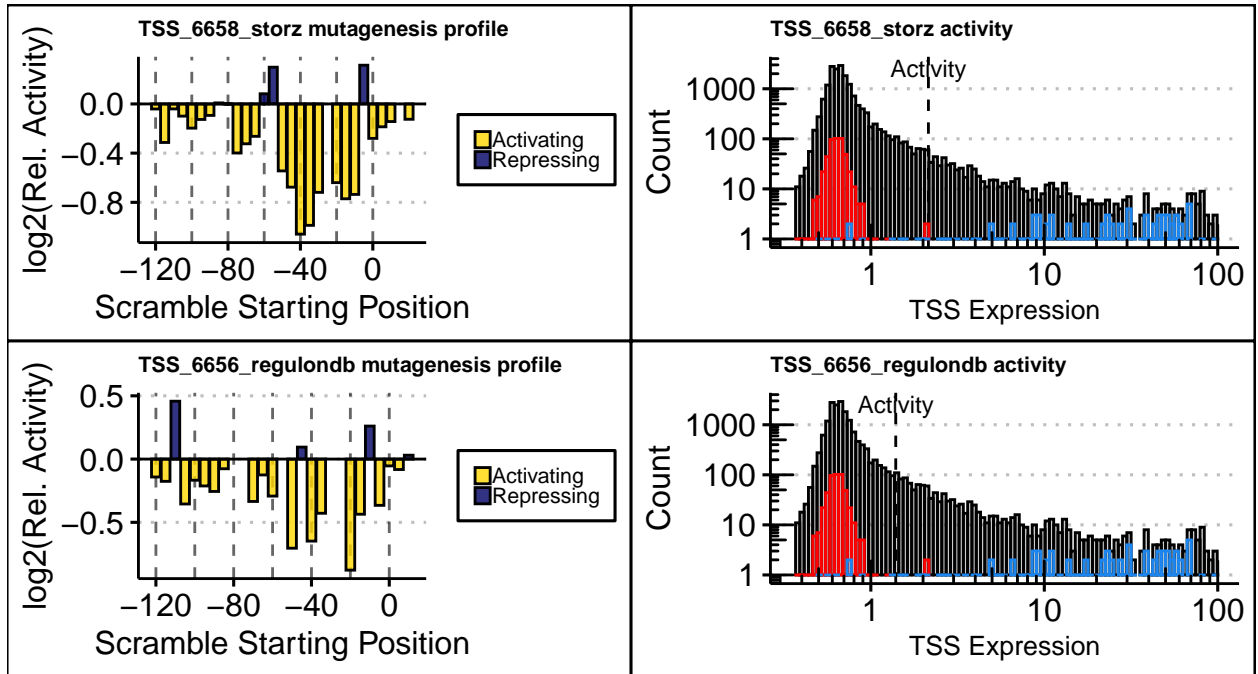 TSS_6658_storz mutagenesis profile
log2(Rel. Activity)
0.0
−0.4
−0.8
−120
−80
−40
0
Scramble Starting Position
Activating
Repressing
TSS_6658_storz activity
Activity
Count
1000
100
10
1
1
10
100
TSS Expression
TSS_6656_regulondb mutagenesis profile
log2(Rel. Activity)
0.5
0.0
−0.5
−120
−80
−40
0
Scramble Starting Position
Activating
Repressing
TSS_6656_regulondb activity
Activity
Count
1000
100
10
1
1
10
100
TSS Expression